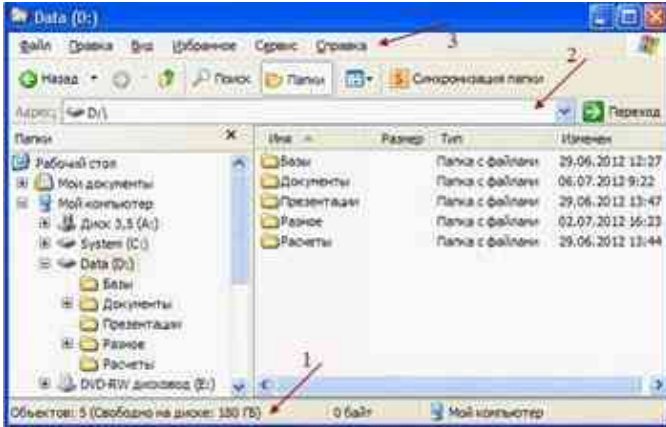 Data (D:)
Файл Правка Вид Избранное Сервис Справка 3
Назад Поиск Папки Синхронизация папки 2
Адрес: D:\ Переход
Папки Имя Размер Тип Изменен
Рабочий стол
Мои документы
Мой компьютер
Диск 3,5 (A:)
System (C:)
Data (D:)
Базы
Документы
Презентации
Разное
Расчеты
DVD-RW дисковод (E:)
Базы Папка с файлами 29.06.2012 12:27
Документы Папка с файлами 06.07.2012 9:22
Презентации Папка с файлами 29.06.2012 13:47
Разное Папка с файлами 02.07.2012 16:23
Расчеты Папка с файлами 29.06.2012 13:44
1
Объектов: 5 (Свободно на диске: 180 ГБ) 0 байт Мой компьютер